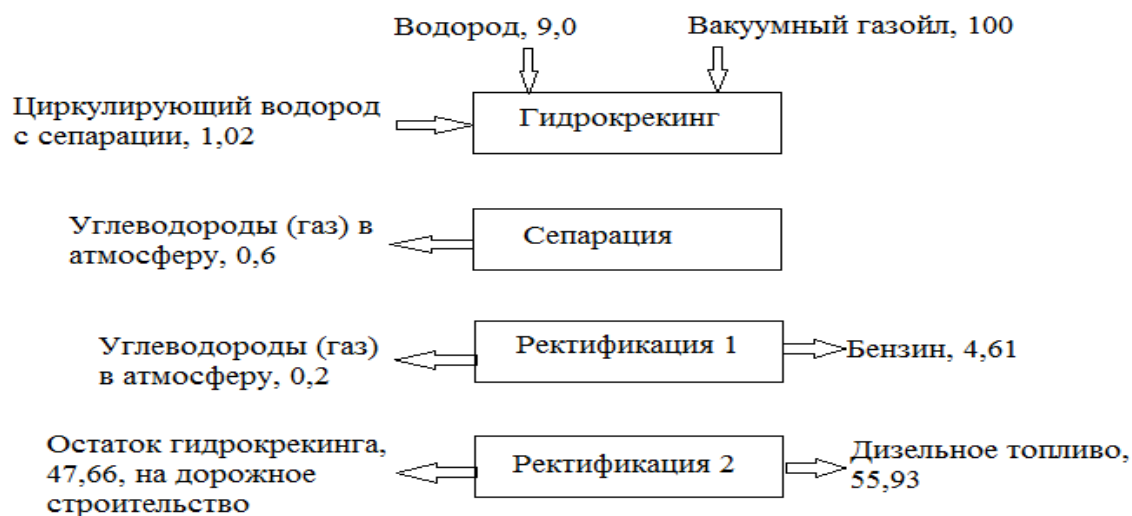 Водород, 9,0
Вакуумный газойл, 100
Циркулирующий водород
с сепарации, 1,02
Гидрокрекинг
Углеводороды (газ) в
атмосферу, 0,6
Сепарация
Углеводороды (газ)
в атмосферу, 0,2
Ректификация 1
Бензин, 4,61
Остаток гидрокрекинга,
47,66, на дорожное
строительство
Ректификация 2
Дизельное топливо,
55,93